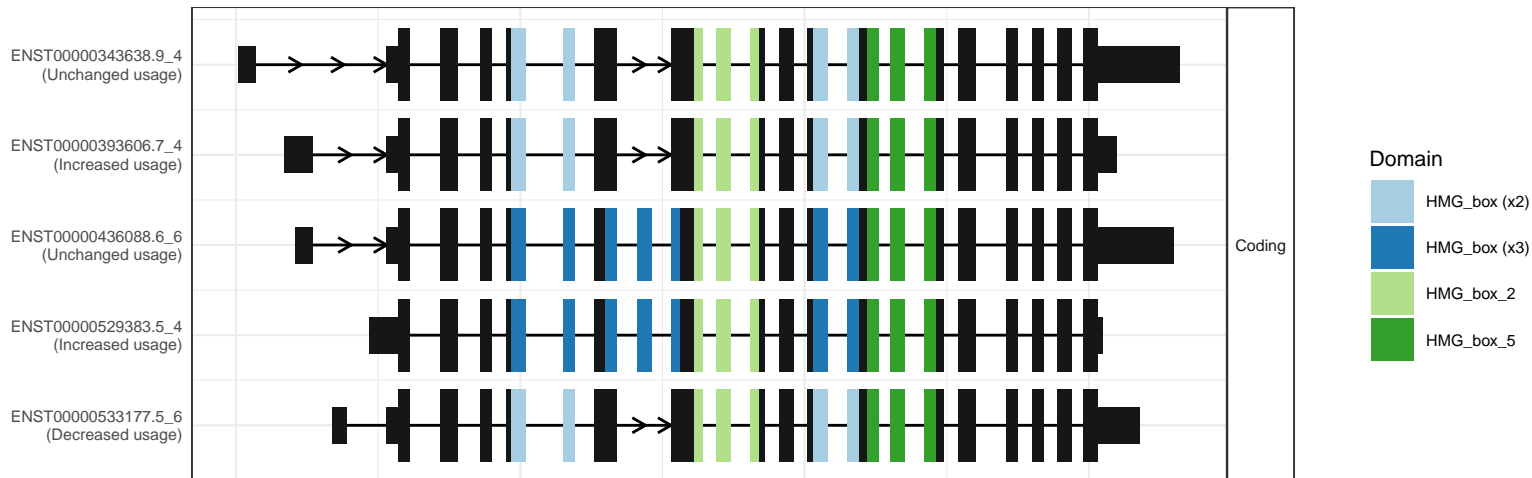 ENST00000343638.9_4
(Unchanged usage)
ENST00000393606.7_4
(Increased usage)
ENST00000436088.6_6
(Unchanged usage)
ENST00000529383.5_4
(Increased usage)
ENST00000533177.5_6
(Decreased usage)
Coding
Domain
HMG_box (x2)
HMG_box (x3)
HMG_box_2
HMG_box_5